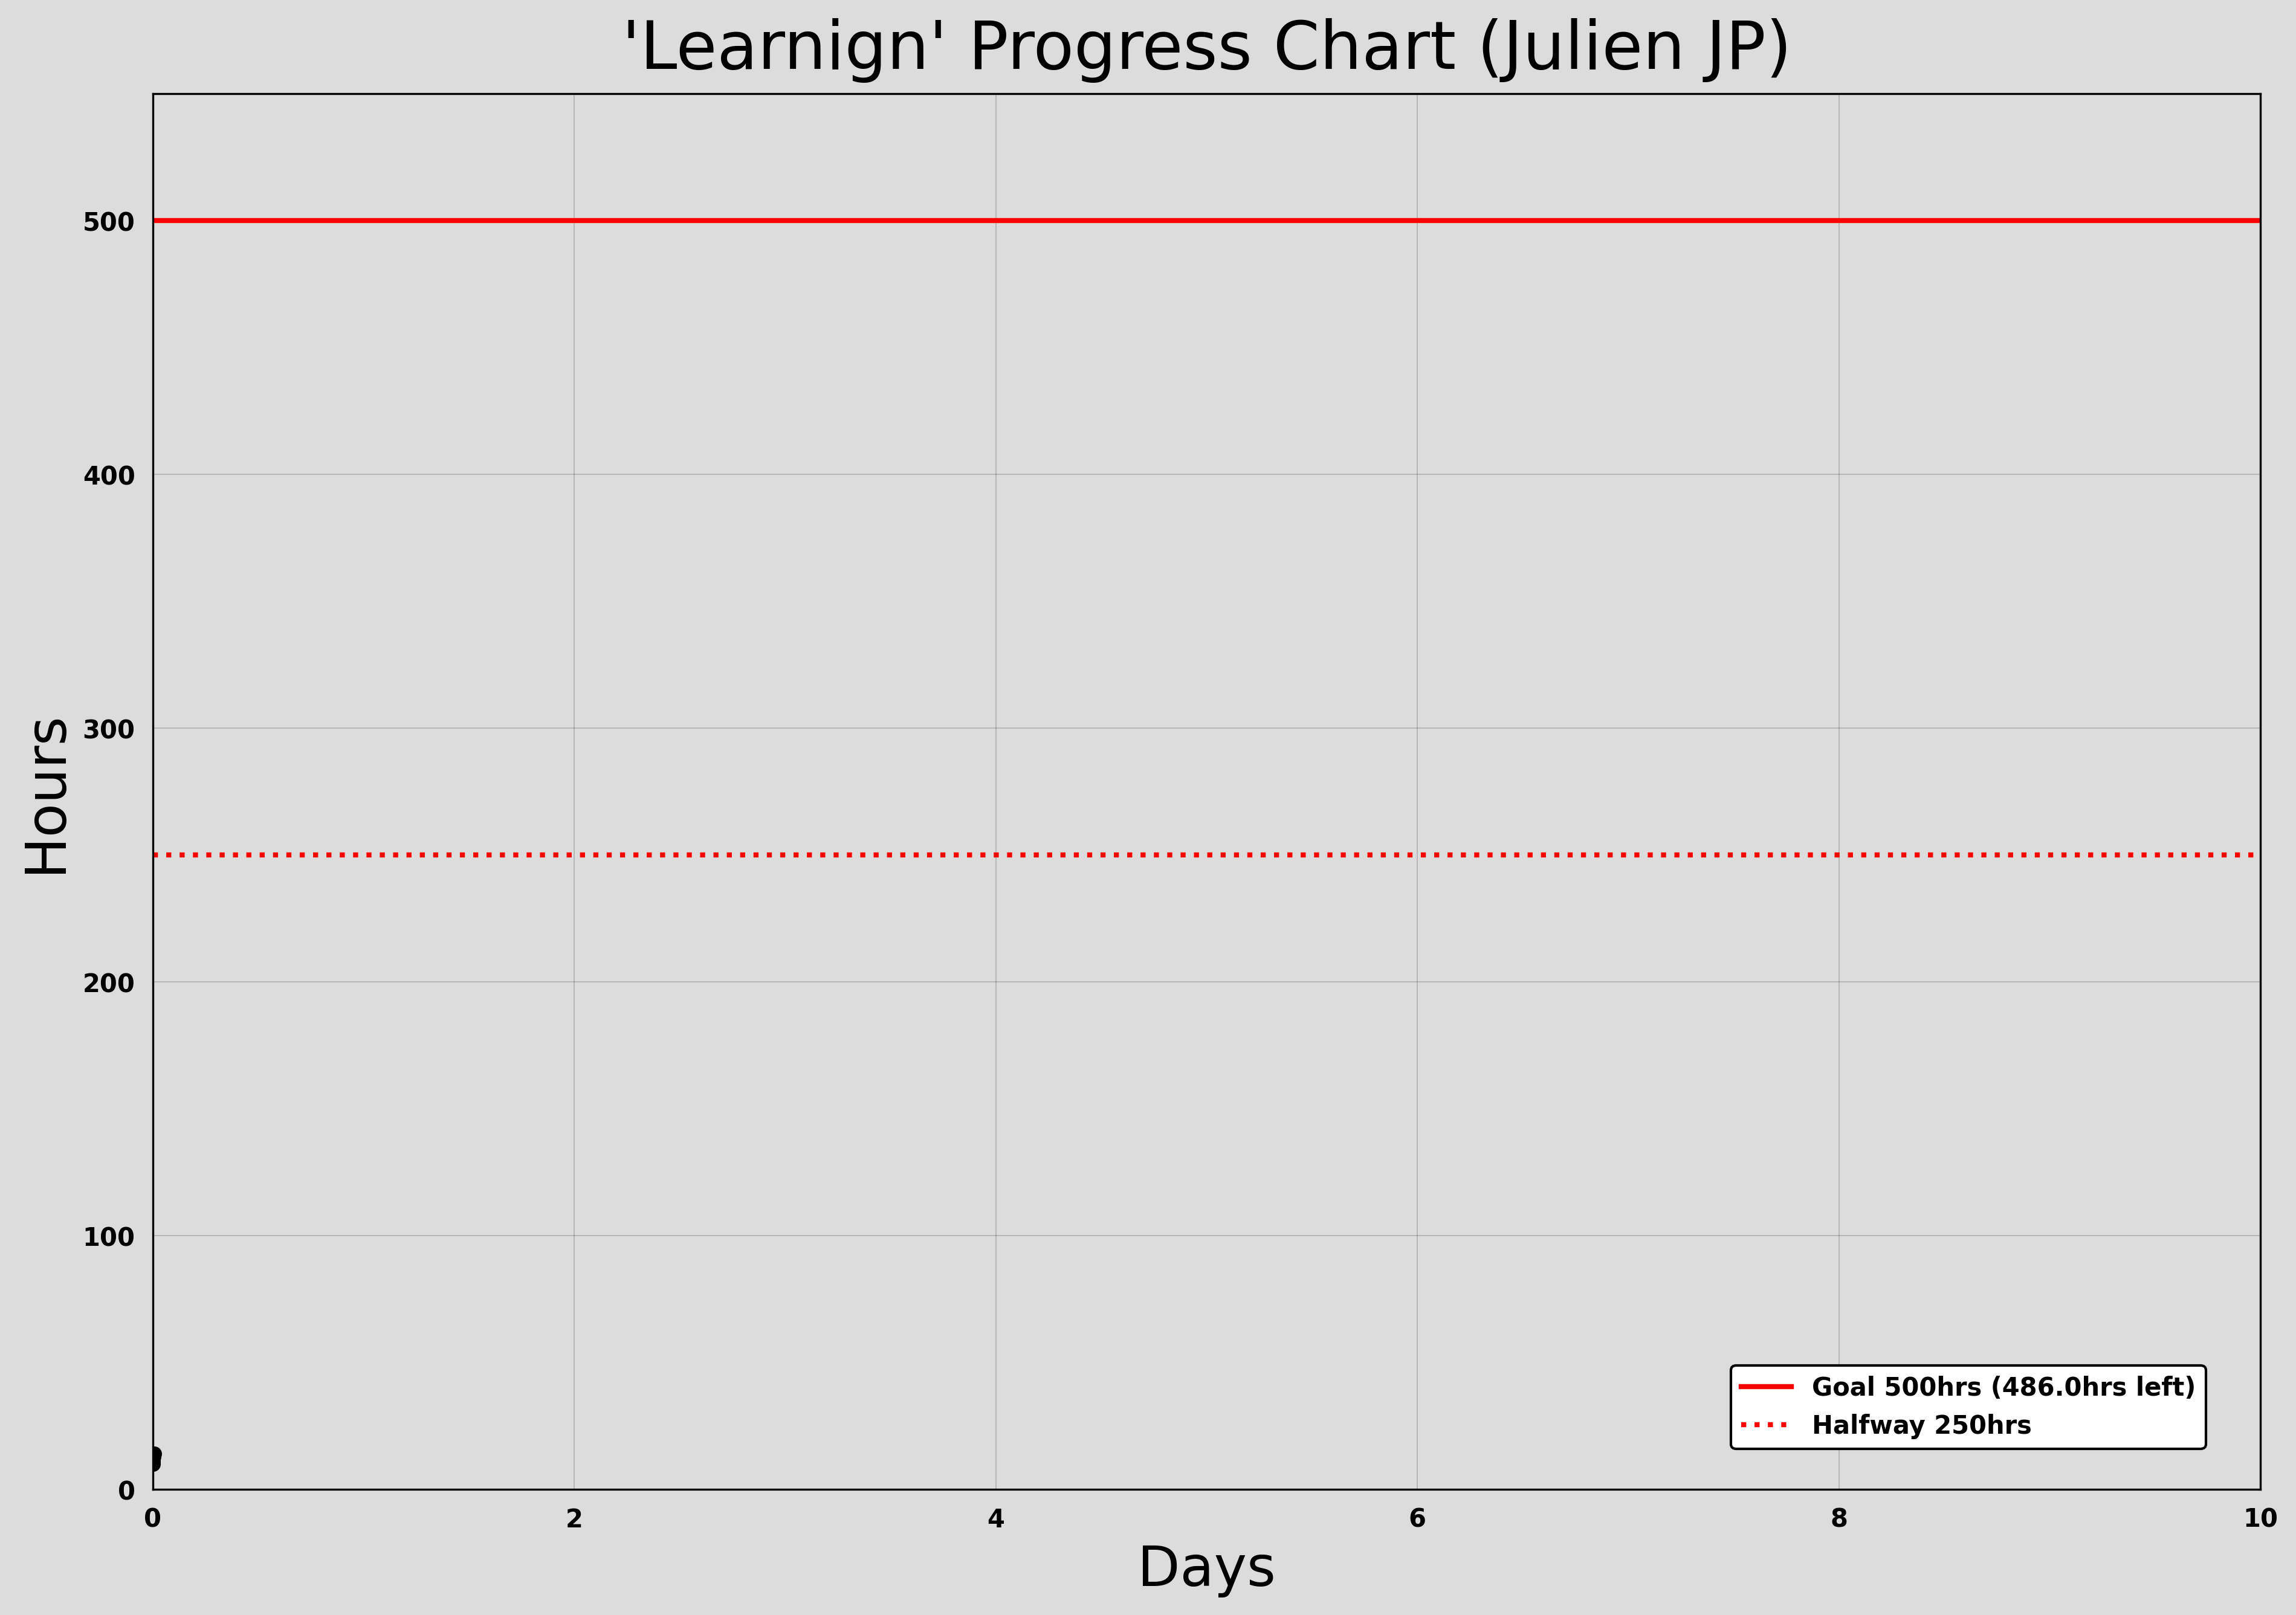 'Learnign' Progress Chart (Julien JP)
500
400
300
200
100
0
Hours
0 2 4 6 8 10
Days
Goal 500hrs (486.0hrs left)
Halfway 250hrs